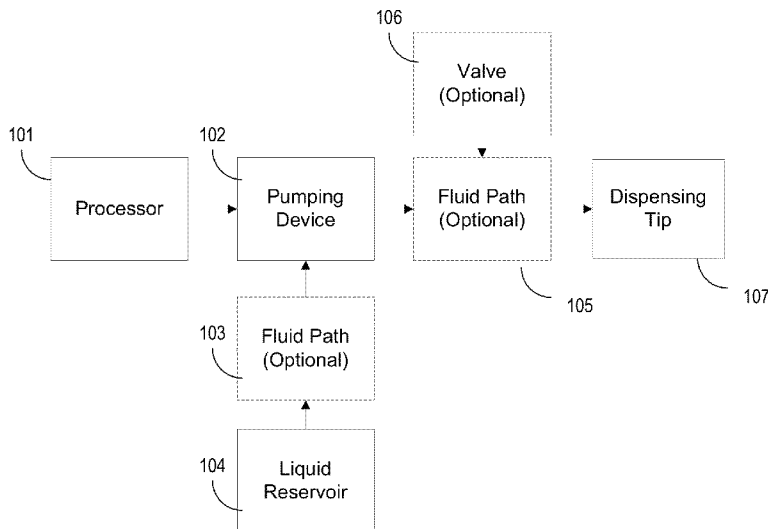 106
Valve
(Optional)
101
Processor
102
Pumping
Device
Fluid Path
(Optional)
105
Dispensing
Tip
107
103
Fluid Path
(Optional)
104
Liquid
Reservoir